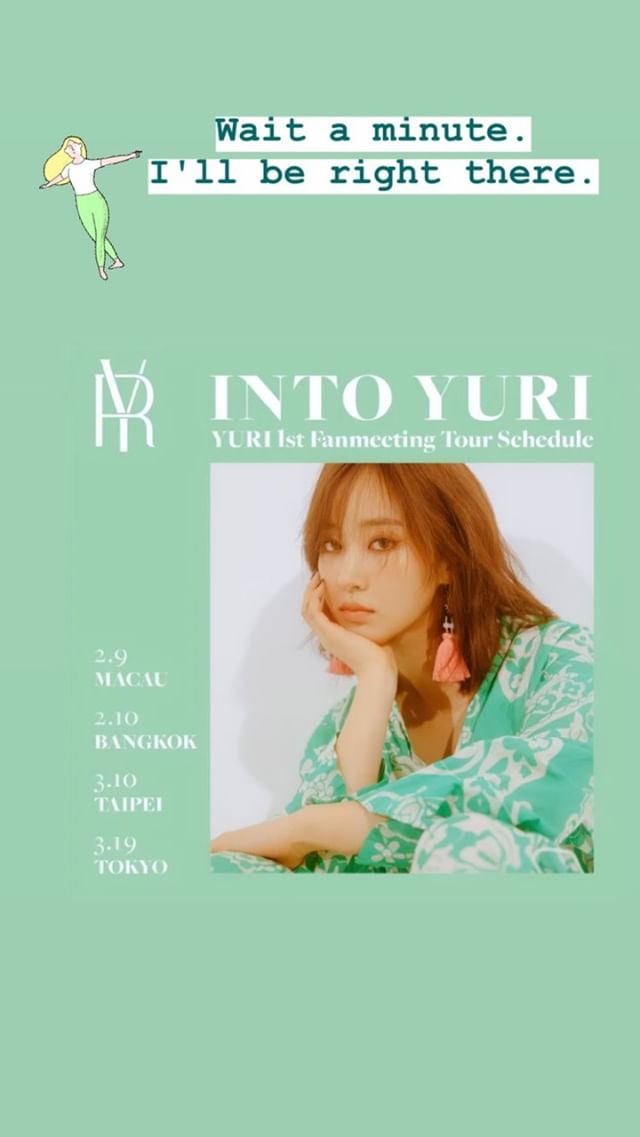 Wait a minute.
I'll be right there.
YR
INTO YURI
YURI 1st Fanmeeting Tour Schedule
2.9
MACAU
2.10
BANGKOK
3.10
TAIPEI
3.19
TOKYO